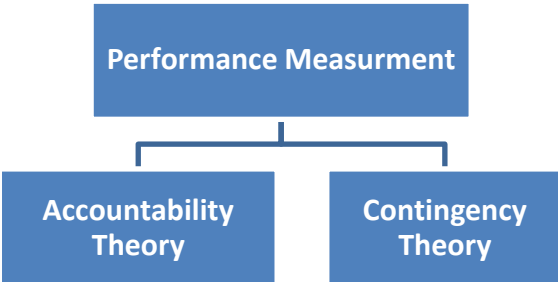 Performance Measurment
Accountability
Theory
Contingency
Theory